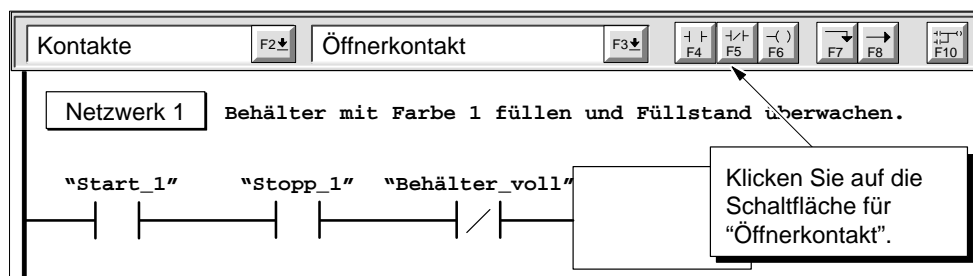 Kontakte F2 Öffnerkontakt F3 F4 F5 F6 F7 F8 F10
Netzwerk 1 Behälter mit Farbe 1 füllen und Füllstand überwachen.
“Start_1” “Stopp_1” “Behälter_voll”
Klicken Sie auf die
Schaltfläche für
“Öffnerkontakt”.